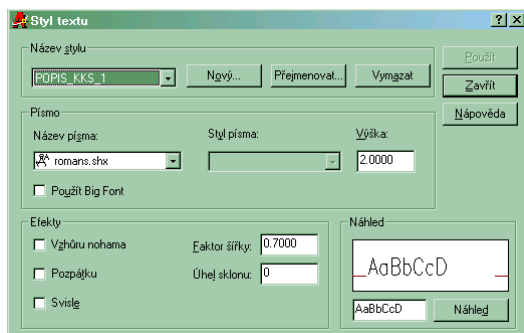 Styl textu
Název stylu
POPIS_KKS_1
Nový...
Přejmenovat...
Vymazat
Použít
Zavřít
Nápověda
Písmo
Název písma:
Styl písma:
Výška:
romans.shx
2.0000
Použít Big Font
Efekty
Vzhůru nohama
Faktor šířky:
0.7000
Pozpátku
Úhel sklonu:
0
Svisle
Náhled
AaBbCcD
AaBbCcD
Náhled